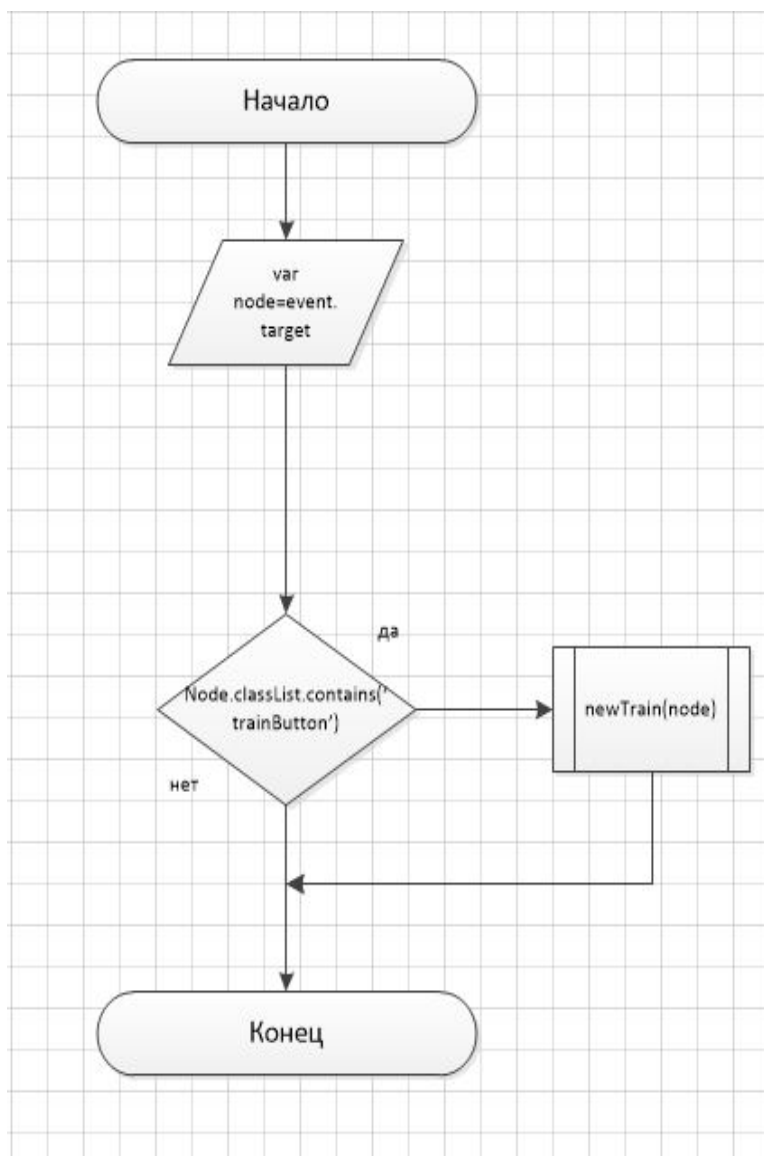 Начало
var
node=event.
target
да
Node.classList.contains('
trainButton')
newTrain(node)
нет
Конец